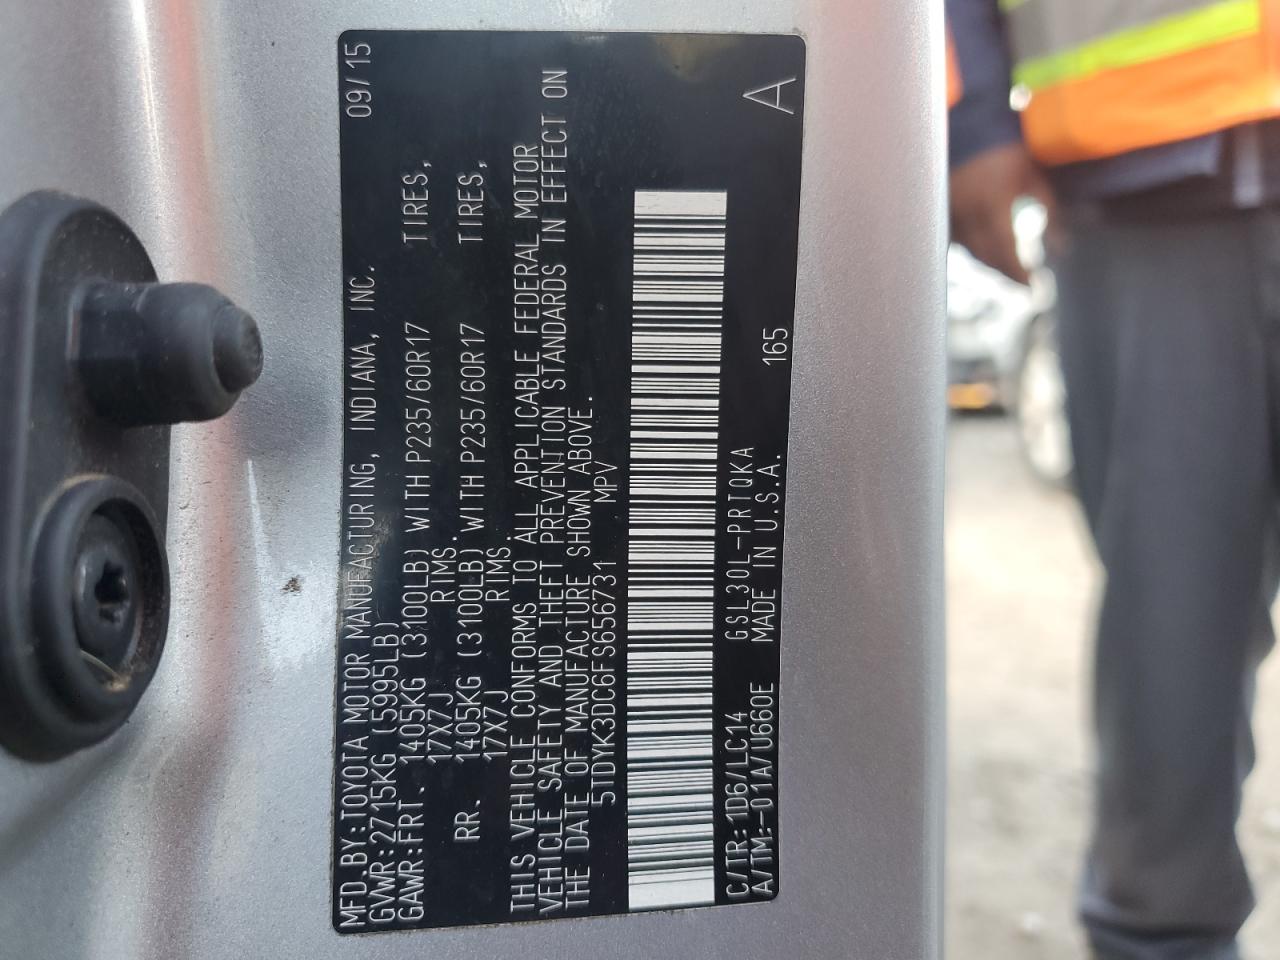 MFD.BY:TOYOTA MOTOR MANUFACTURING, INDIANA, INC. 09/15
GVWR:2715KG (5995LB)
GAWR:FRT. 1405KG (3100LB) WITH P235/60R17 TIRES,
17X7J RIMS.
RR. 1405KG (3100LB) WITH P235/60R17 TIRES,
17X7J RIMS.
THIS VEHICLE CONFORMS TO ALL APPLICABLE FEDERAL MOTOR
VEHICLE SAFETY AND THEFT PREVENTION STANDARDS IN EFFECT ON
THE DATE OF MANUFACTURE SHOWN ABOVE.
5TDYK3DC6FS656731 MPV
C/TR:1D6/LC14 GSL30L-PRTQKA
A/TM:-01A/U660E MADE IN U.S.A. 165
A